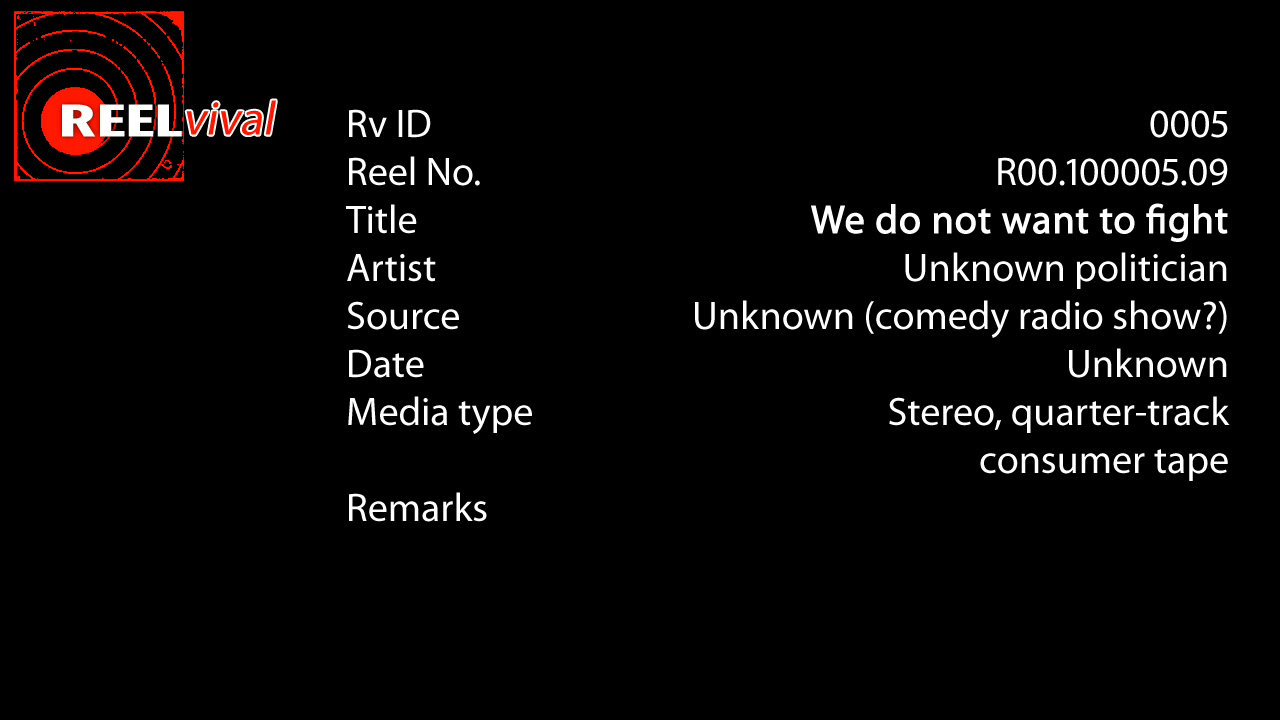 REELvival
Rv ID 0005
Reel No. R00.100005.09
Title We do not want to fight
Artist Unknown politician
Source Unknown (comedy radio show?)
Date Unknown
Media type Stereo, quarter-track
consumer tape
Remarks